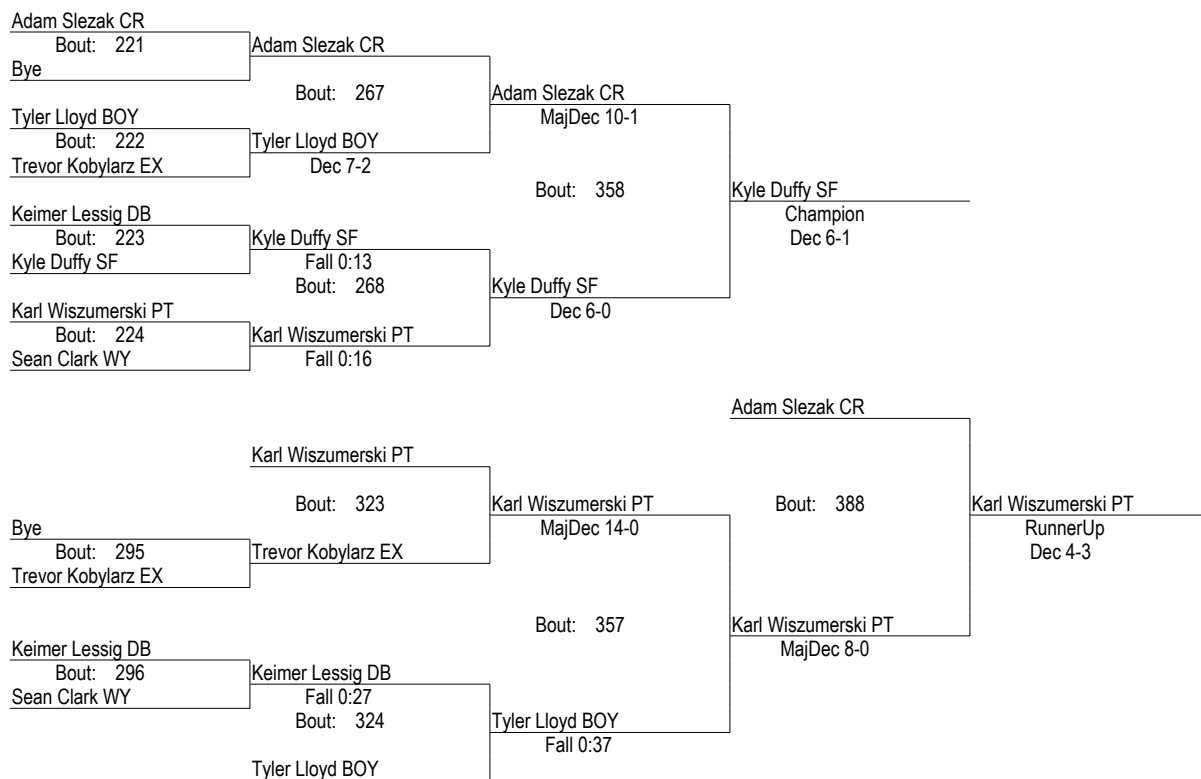 Adam Slezak CR
Bout: 221
Adam Slezak CR
Bye
Bout: 267
Adam Slezak CR
MajDec 10-1
Tyler Lloyd BOY
Bout: 222
Tyler Lloyd BOY
Trevor Kobylarz EX
Dec 7-2
Bout: 358
Kyle Duffy SF
Champion
Dec 6-1
Keimer Lessig DB
Bout: 223
Kyle Duffy SF
Kyle Duffy SF
Fall 0:13
Bout: 268
Kyle Duffy SF
Dec 6-0
Karl Wiszumerski PT
Bout: 224
Karl Wiszumerski PT
Sean Clark WY
Fall 0:16
Adam Slezak CR
Karl Wiszumerski PT
Bout: 323
Karl Wiszumerski PT
MajDec 14-0
Bout: 388
Karl Wiszumerski PT
RunnerUp
Dec 4-3
Bye
Bout: 295
Trevor Kobylarz EX
Trevor Kobylarz EX
Bout: 357
Karl Wiszumerski PT
MajDec 8-0
Keimer Lessig DB
Bout: 296
Keimer Lessig DB
Sean Clark WY
Fall 0:27
Bout: 324
Tyler Lloyd BOY
Fall 0:37
Tyler Lloyd BOY